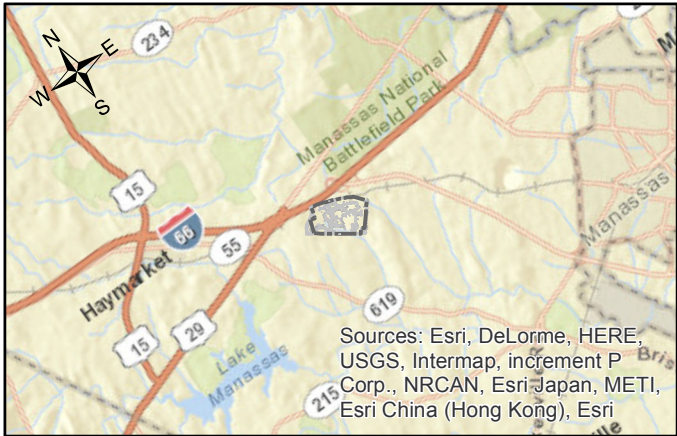 N
E
W
S
234
Manassas National
Battlefield Park
15
66
55
Haymarket
619
Manassas
29
15
Lake
Manassas
215
Sources: Esri, DeLorme, HERE,
USGS, Intermap, increment P
Corp., NRCAN, Esri Japan, METI,
Esri China (Hong Kong), Esri